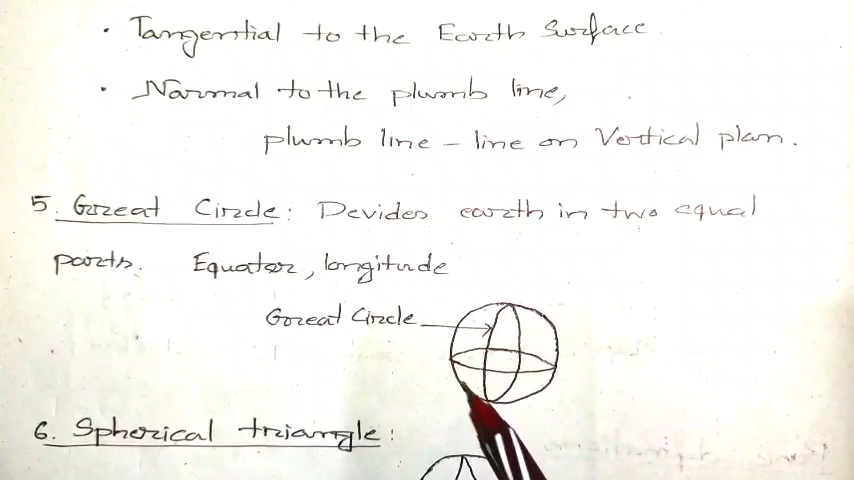 • Tangential to the Earth Surface.
• Normal to the plumb line,
plumb line - line on Vertical plan.
5. Great Circle: Devides earth in two equal
parts. Equator, longitude
Great Circle
6. Spherical triangle: